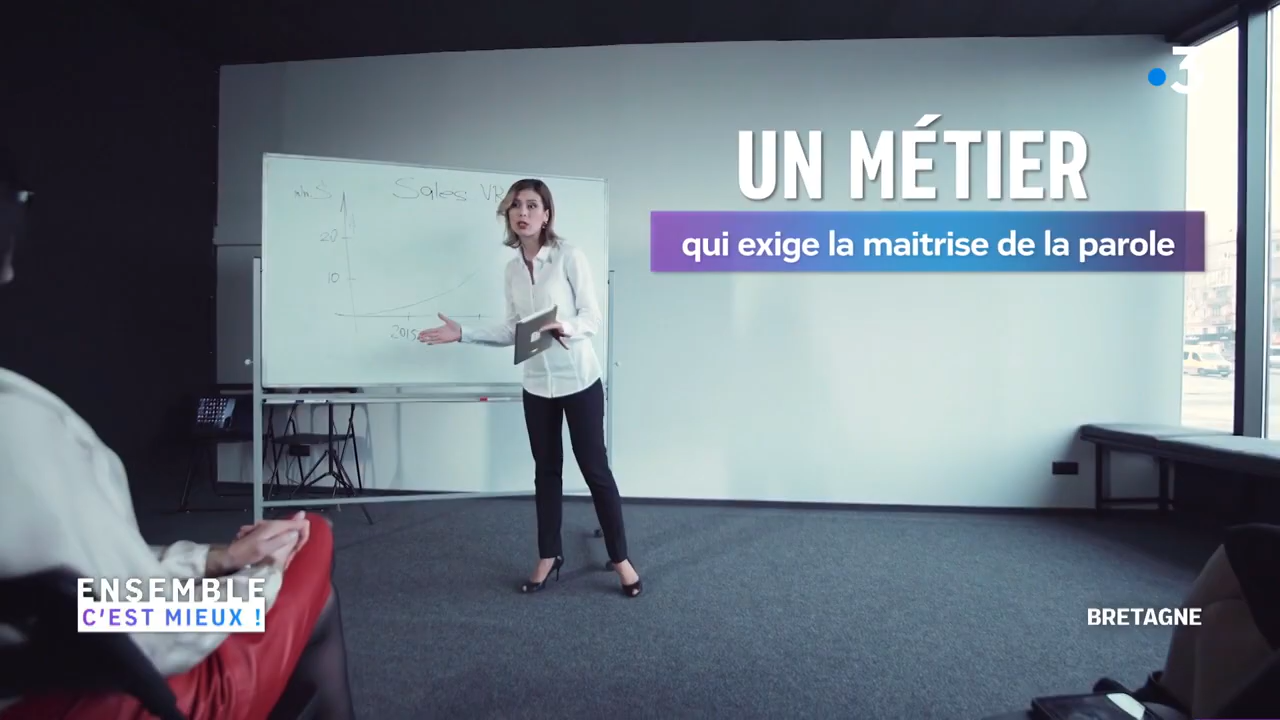 3
UN MÉTIER
qui exige la maitrise de la parole
Sales
20
10
2015
ENSEMBLE
C'EST MIEUX !
BRETAGNE